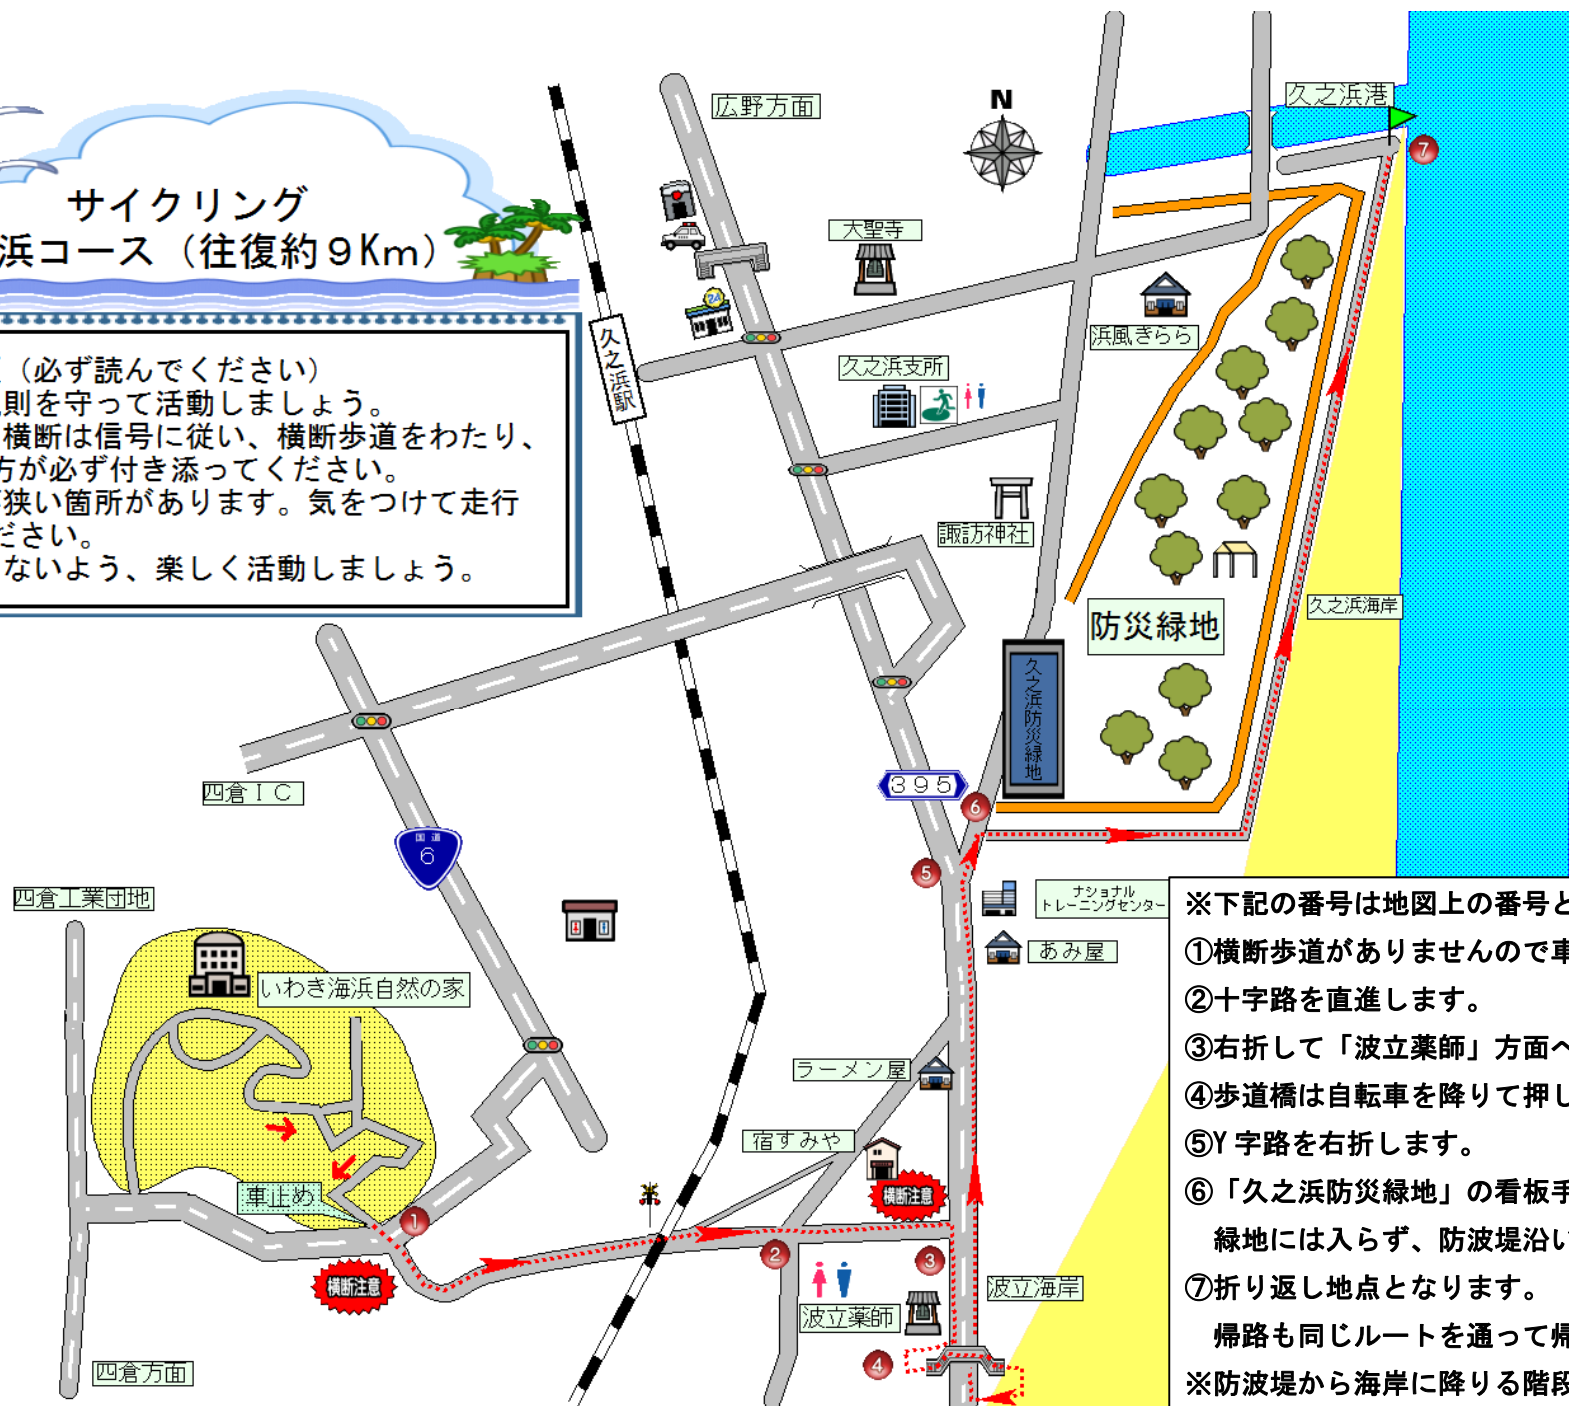 サイクリング
浜コース（往復約９Km）
（必ず読んでください）
則を守って活動しましょう。
横断は信号に従い、横断歩道をわたり、
方が必ず付き添ってください。
狭い箇所があります。気をつけて走行
ださい。
ないよう、楽しく活動しましょう。
広野方面
N
久之浜港
7
大聖寺
24
浜風きらら
久之浜駅
久之浜支所
諏訪神社
久之浜海岸
防災緑地
久之浜防災緑地
395
6
5
四倉ＩＣ
国道
6
四倉工業団地
いわき海浜自然の家
ナショナル
トレーニングセンター
あみ屋
ラーメン屋
宿すみや
横断注意
車止め
1
横断注意
2
3
波立薬師
波立海岸
4
四倉方面
※下記の番号は地図上の番号と
①横断歩道がありませんので車
②十字路を直進します。
③右折して「波立薬師」方面へ
④歩道橋は自転車を降りて押し
⑤Y字路を右折します。
⑥「久之浜防災緑地」の看板手
緑地には入らず、防波堤沿い
⑦折り返し地点となります。
帰路も同じルートを通って帰
※防波堤から海岸に降りる階段